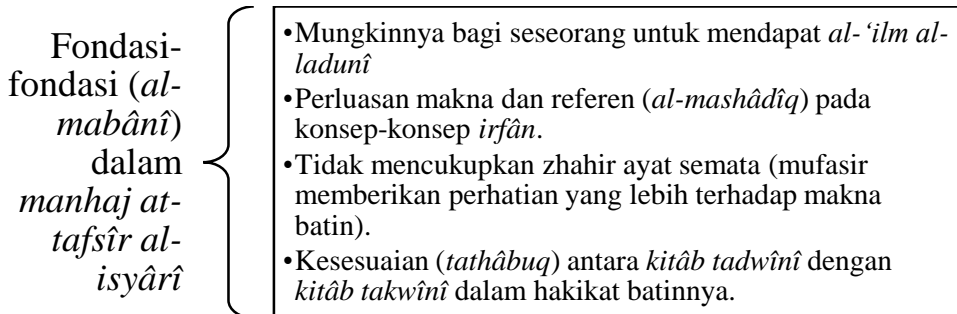 Fondasi-
fondasi (al-
mabânî)
dalam
manhaj at-
tafsîr al-
isyârî
•Mungkinnya bagi seseorang untuk mendapat al-‘ilm al-
ladunî
•Perluasan makna dan referen (al-mashâdîq) pada
konsep-konsep irfân.
•Tidak mencukupkan zhahir ayat semata (mufasir
memberikan perhatian yang lebih terhadap makna
batin).
•Kesesuaian (tathâbuq) antara kitâb tadwînî dengan
kitâb takwînî dalam hakikat batinnya.